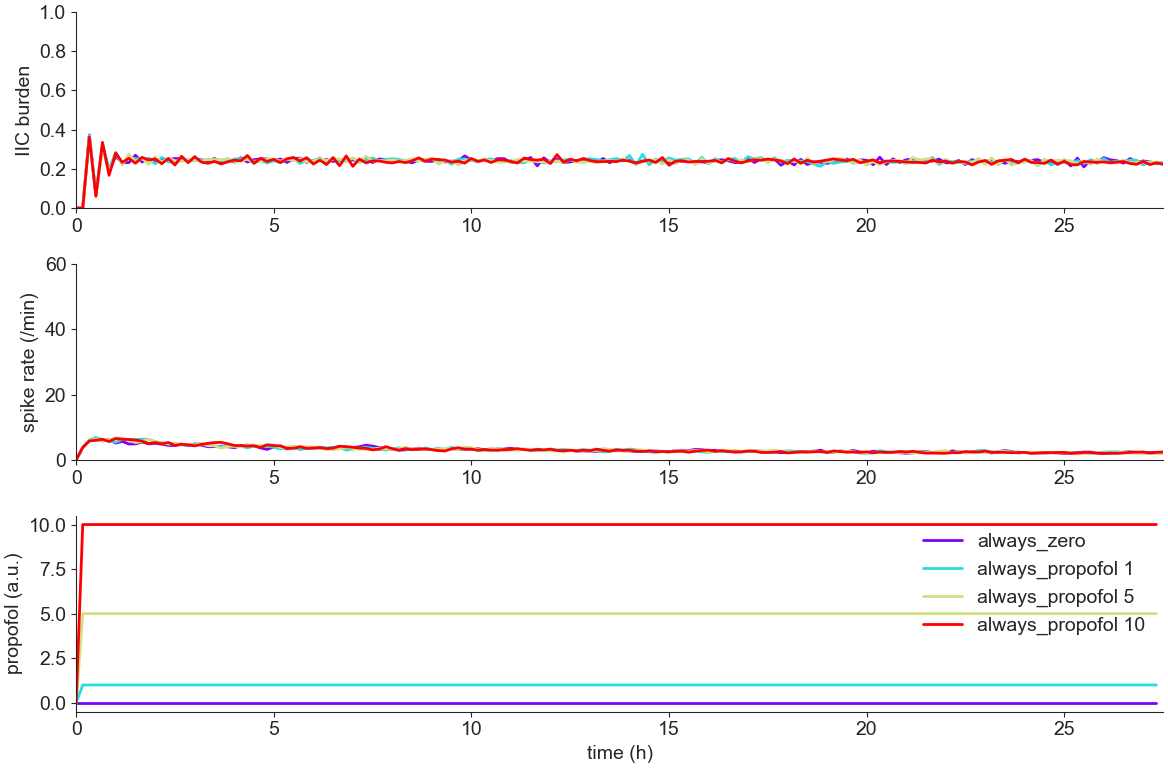 1.0
0.8
0.6
0.4
0.2
0.0
IIC burden
0 5 10 15 20 25
60
40
20
0
spike rate (/min)
0 5 10 15 20 25
10.0
7.5
5.0
2.5
0.0
propofol (a.u.)
always_zero
always_propofol 1
always_propofol 5
always_propofol 10
0 5 10 15 20 25
time (h)